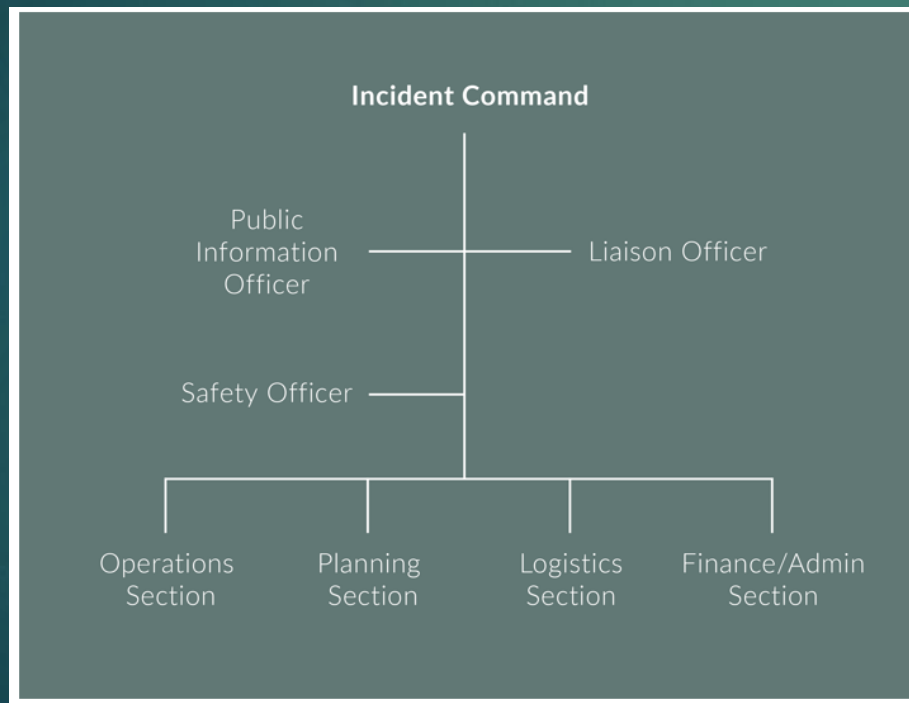 Incident Command
Public
Information
Officer
Liaison Officer
Safety Officer
Operations
Section
Planning
Section
Logistics
Section
Finance/Admin
Section